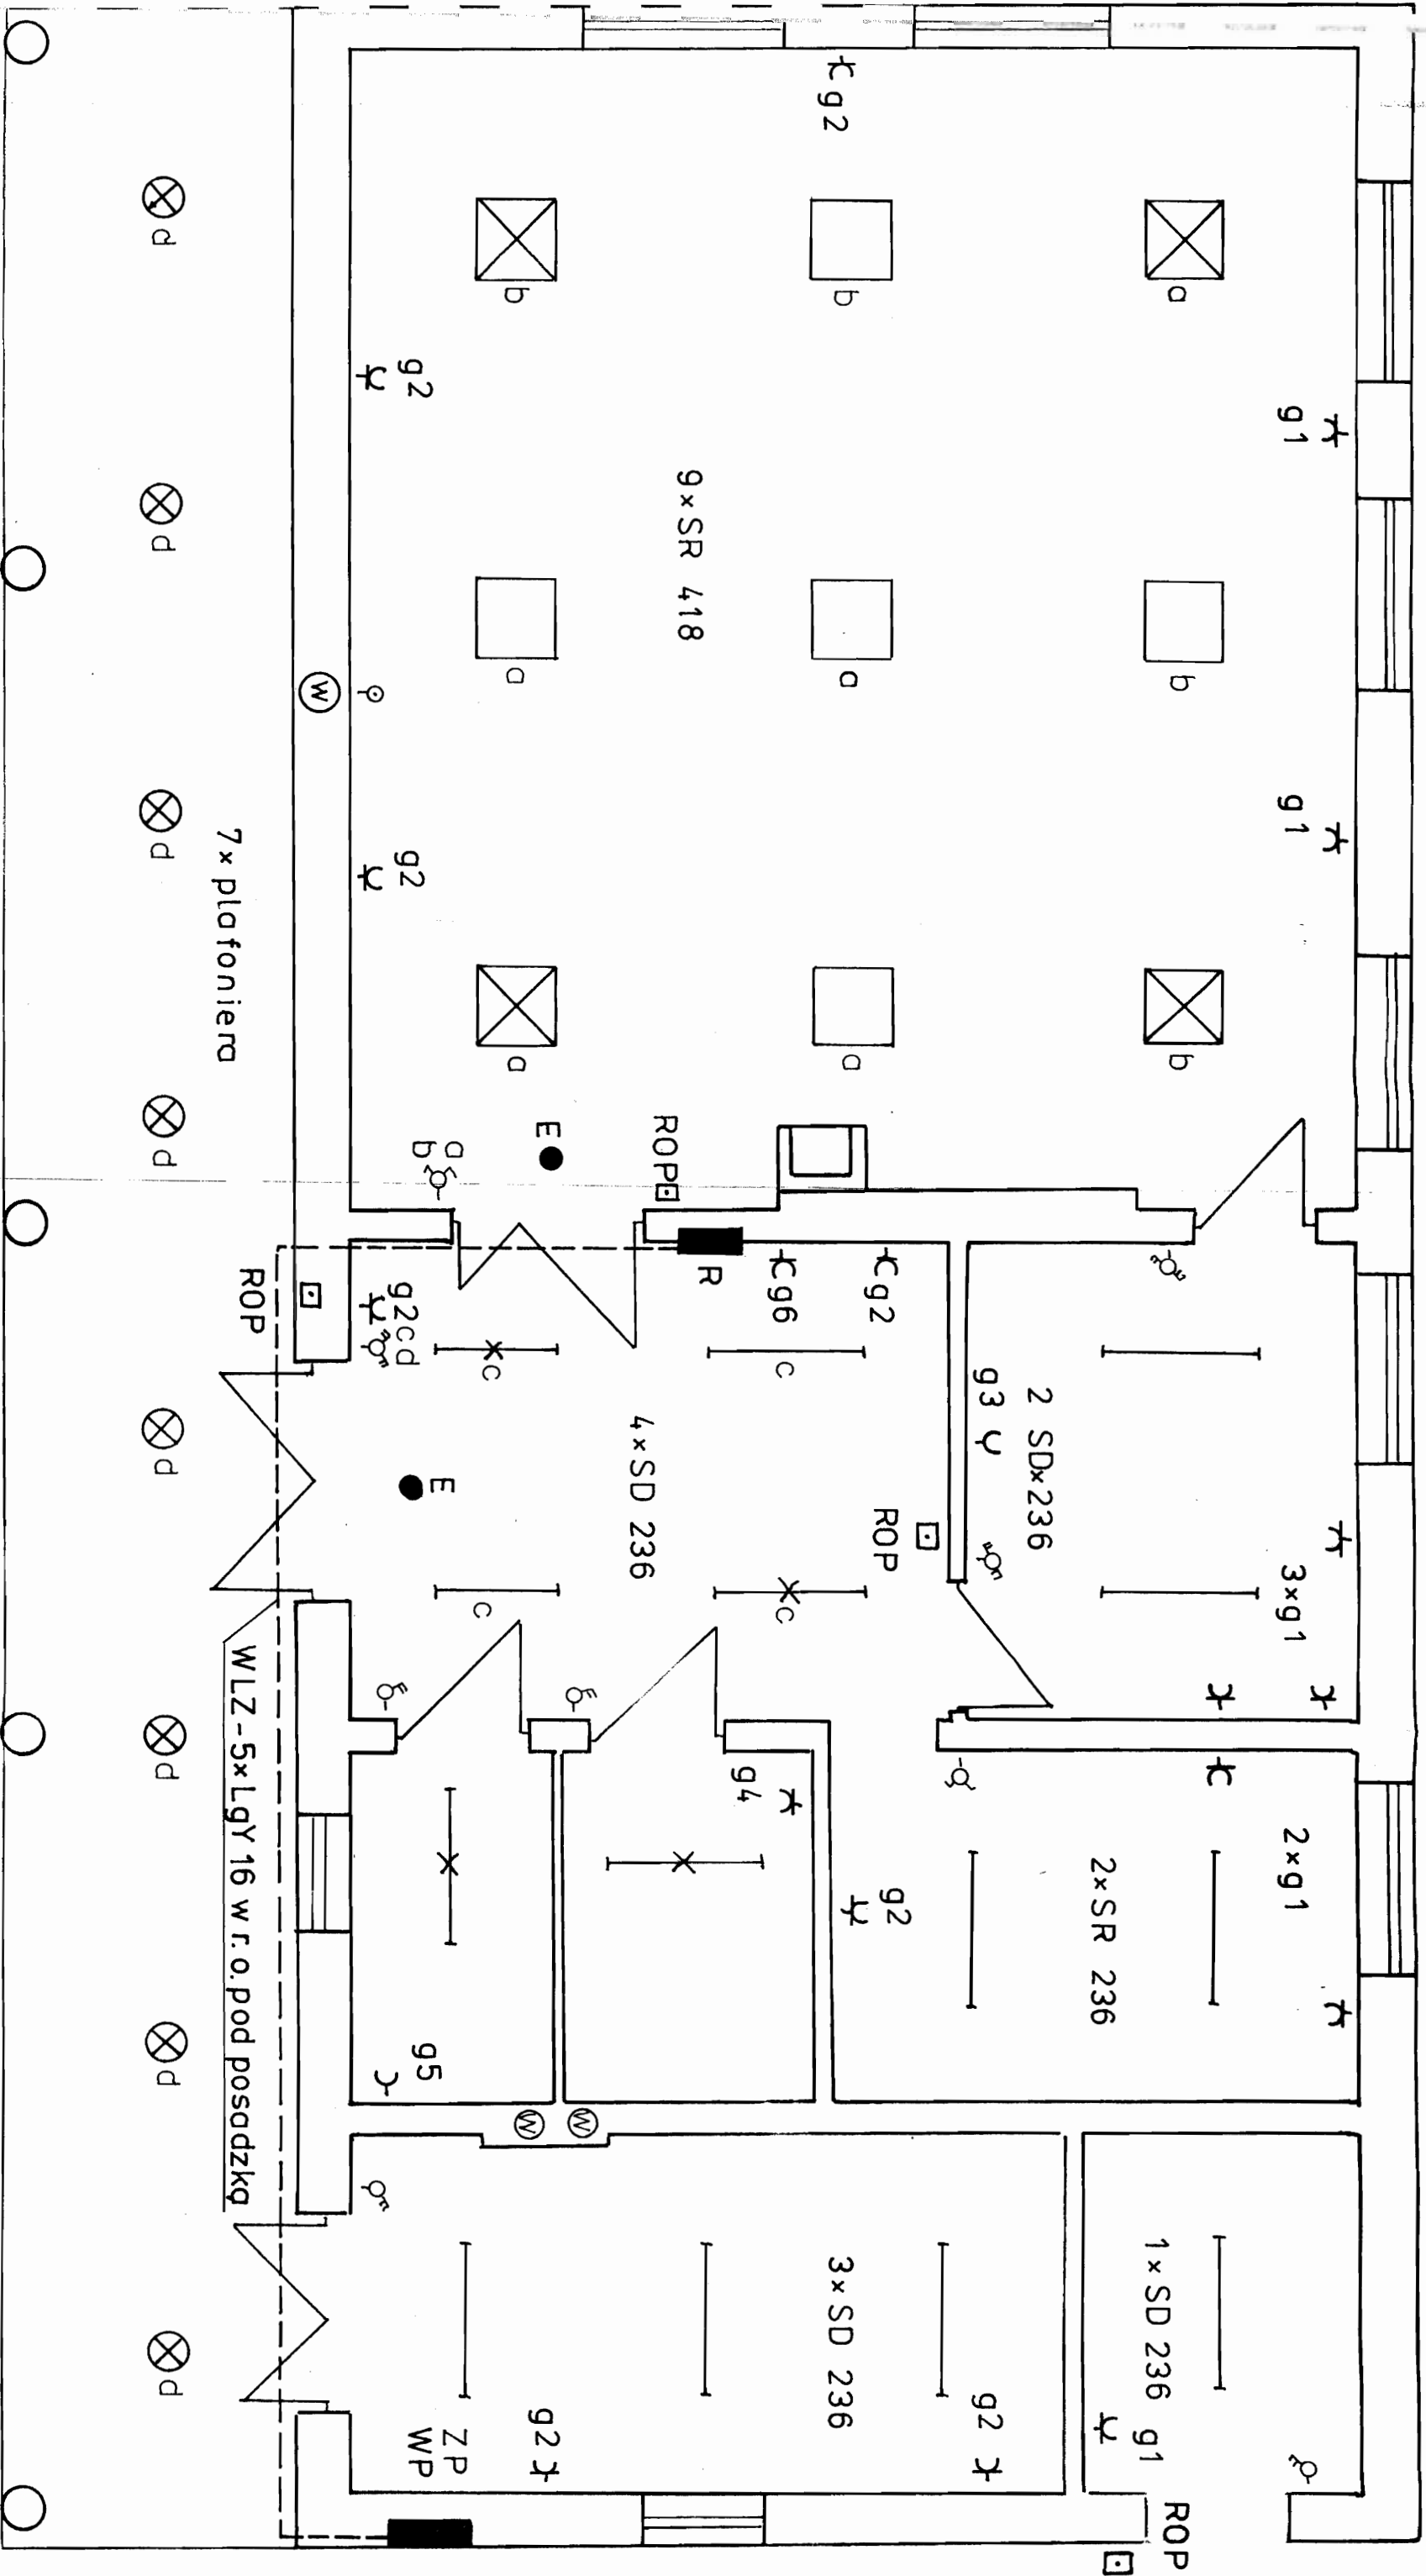 g1
g1
3×g1
2×g1
a
b
b
ROP
1×SD 236
g1
2×SR 236
2 SD×236
g3
g2
g2
ROP
g2
b
a
a
3×SD 236
g2
c
c
g6
g4
R
9×SR 418
ROP
4×SD 236
W
E
g2
W
b
a
a
c
c
a
E
ZP
b
g5
WP
g2
g2
g2cd
W
ROP
WLZ-5×LgY 16 w r.o. pod posadzką
7×plafoniera
d
d
d
d
d
d
d
d